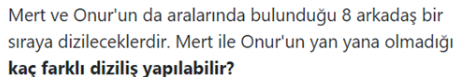 Mert ve Onur'un da aralarında bulunduğu 8 arkadaş bir
sıraya dizileceklerdir. Mert ile Onur'un yan yana olmadığı
kaç farklı diziliş yapılabilir?